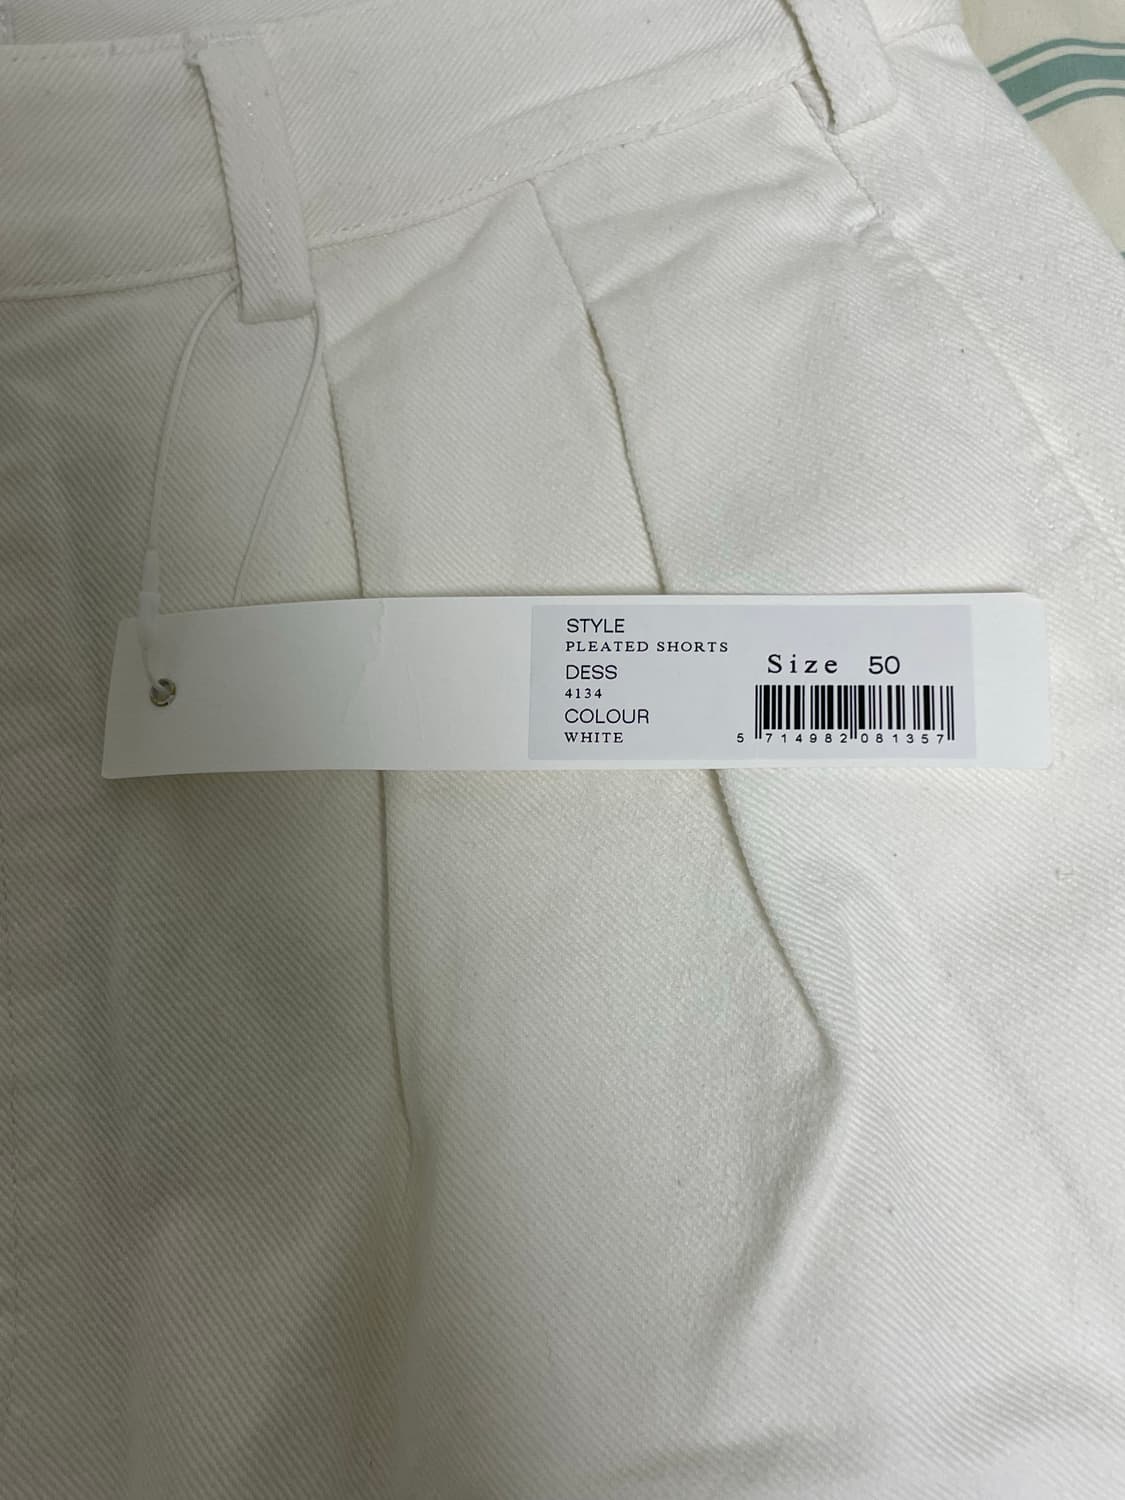 STYLE
PLEATED SHORTS
DESS
4134
COLOUR
WHITE
Size 50
5 714982 081357